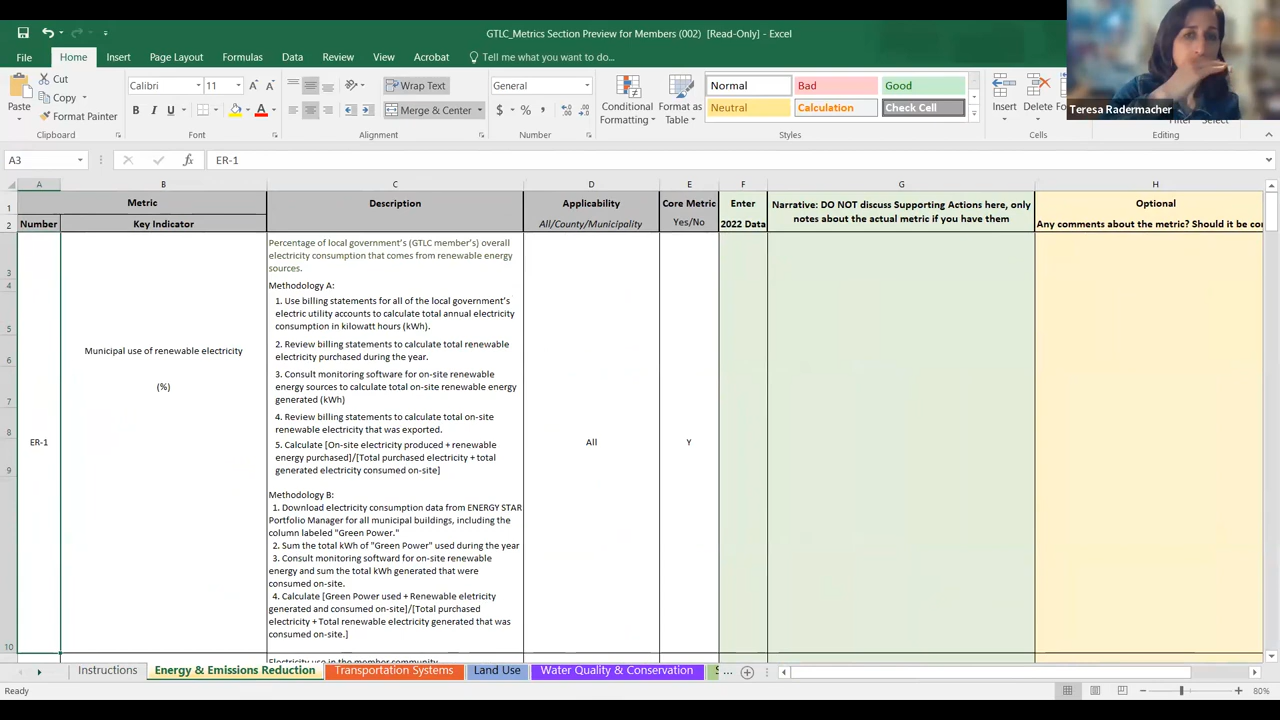 GTLC_Metrics Section Preview for Members (002) [Read-Only] - Excel
File Home Insert Page Layout Formulas Data Review View Acrobat Tell me what you want to do...
Paste
Cut
Copy
Format Painter
Calibri 11
Wrap Text
Merge & Center
General
Conditional Formatting
Format as Table
Normal Bad Good
Neutral Calculation Check Cell
Insert Delete
Teresa Radermacher
Clipboard Font Alignment Number Styles Cells Editing
A3 ER-1
A B C D E F G H
1 Metric Description Applicability Core Metric Enter Narrative: DO NOT discuss Supporting Actions here, only Optional
2 Number Key Indicator All/County/Municipality Yes/No 2022 Data notes about the actual metric if you have them Any comments about the metric? Should it be
Percentage of local government's (GTLC member's) overall
electricity consumption that comes from renewable energy
3 sources.
4 Methodology A:
1. Use billing statements for all of the local government's
electric utility accounts to calculate total annual electricity
5 consumption in kilowatt hours (kWh).
2. Review billing statements to calculate total renewable
Municipal use of renewable electricity
6 electricity purchased during the year.
3. Consult monitoring software for on-site renewable
(%) energy sources to calculate total on-site renewable energy
7 generated (kWh)
4. Review billing statements to calculate total on-site
8 renewable electricity that was exported.
ER-1 All Y
5. Calculate [On-site electricity produced + renewable
energy purchased]/[Total purchased electricity + total
9 generated electricity consumed on-site]
Methodology B:
1. Download electricity consumption data from ENERGY STAR
Portfolio Manager for all municipal buildings, including the
column labeled "Green Power."
2. Sum the total kWh of "Green Power" used during the year
3. Consult monitoring softward for on-site renewable
energy and sum the total kWh generated that were
consumed on-site.
4. Calculate [Green Power used + Renewable eletricity
generated and consumed on-site]/[Total purchased
electricity + Total renewable electricity generated that was
consumed on-site.]
10
Electricity use in the member community
Instructions Energy & Emissions Reduction Transportation Systems Land Use Water Quality & Conservation
Ready 80%